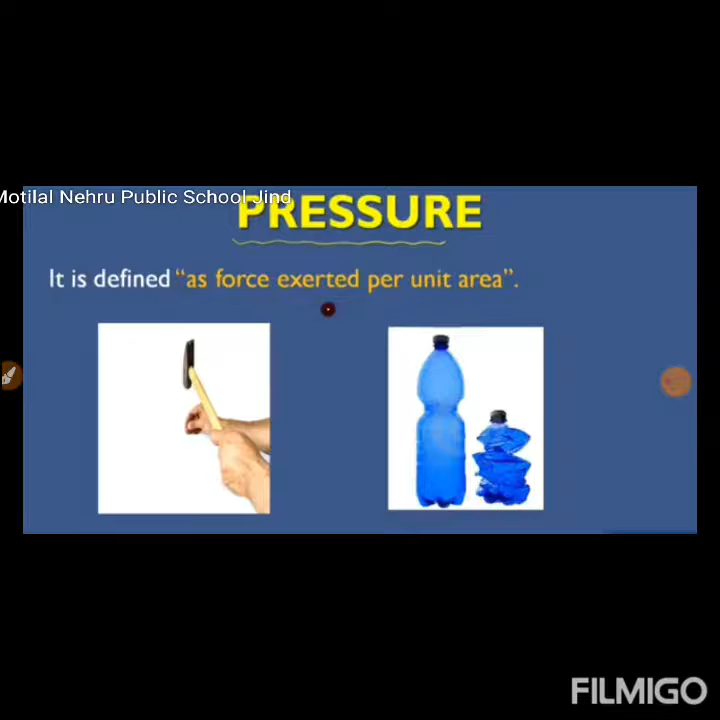 Motilal Nehru Public School Jind
PRESSURE
It is defined “as force exerted per unit area”.
FILMIGO